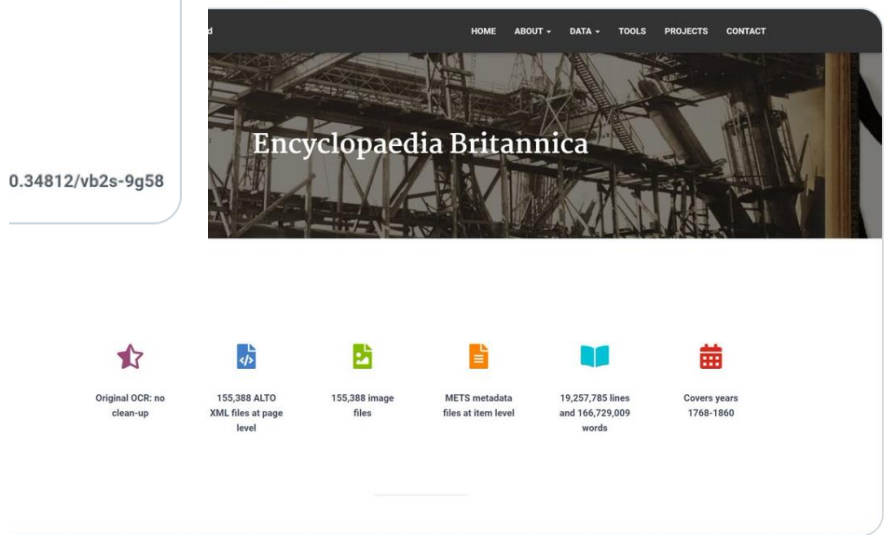 d
HOME ABOUT DATA TOOLS PROJECTS CONTACT
Encyclopaedia Britannica
0.34812/vb2s-9g58
Original OCR: no
clean-up
155,388 ALTO
XML files at page
level
155,388 image
files
METS metadata
files at item level
19,257,785 lines
and 166,729,009
words
Covers years
1768-1860